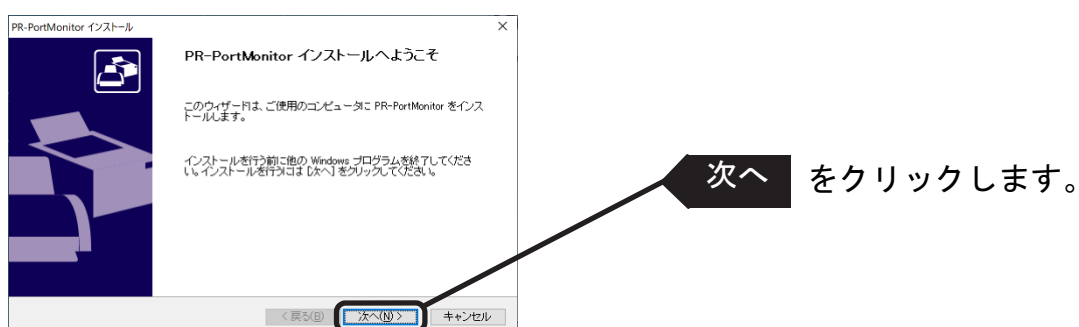 PR-PortMonitor インストール
PR-PortMonitor インストールへようこそ
このウィザードは、ご使用のコンピュータに PR-PortMonitor をインス
トールします。
インストールを行う前に他の Windows プログラムを終了してくださ
い。インストールを行うには [次へ] をクリックしてください。
< 戻る(B)
次へ(N) >
キャンセル
次へ をクリックします。